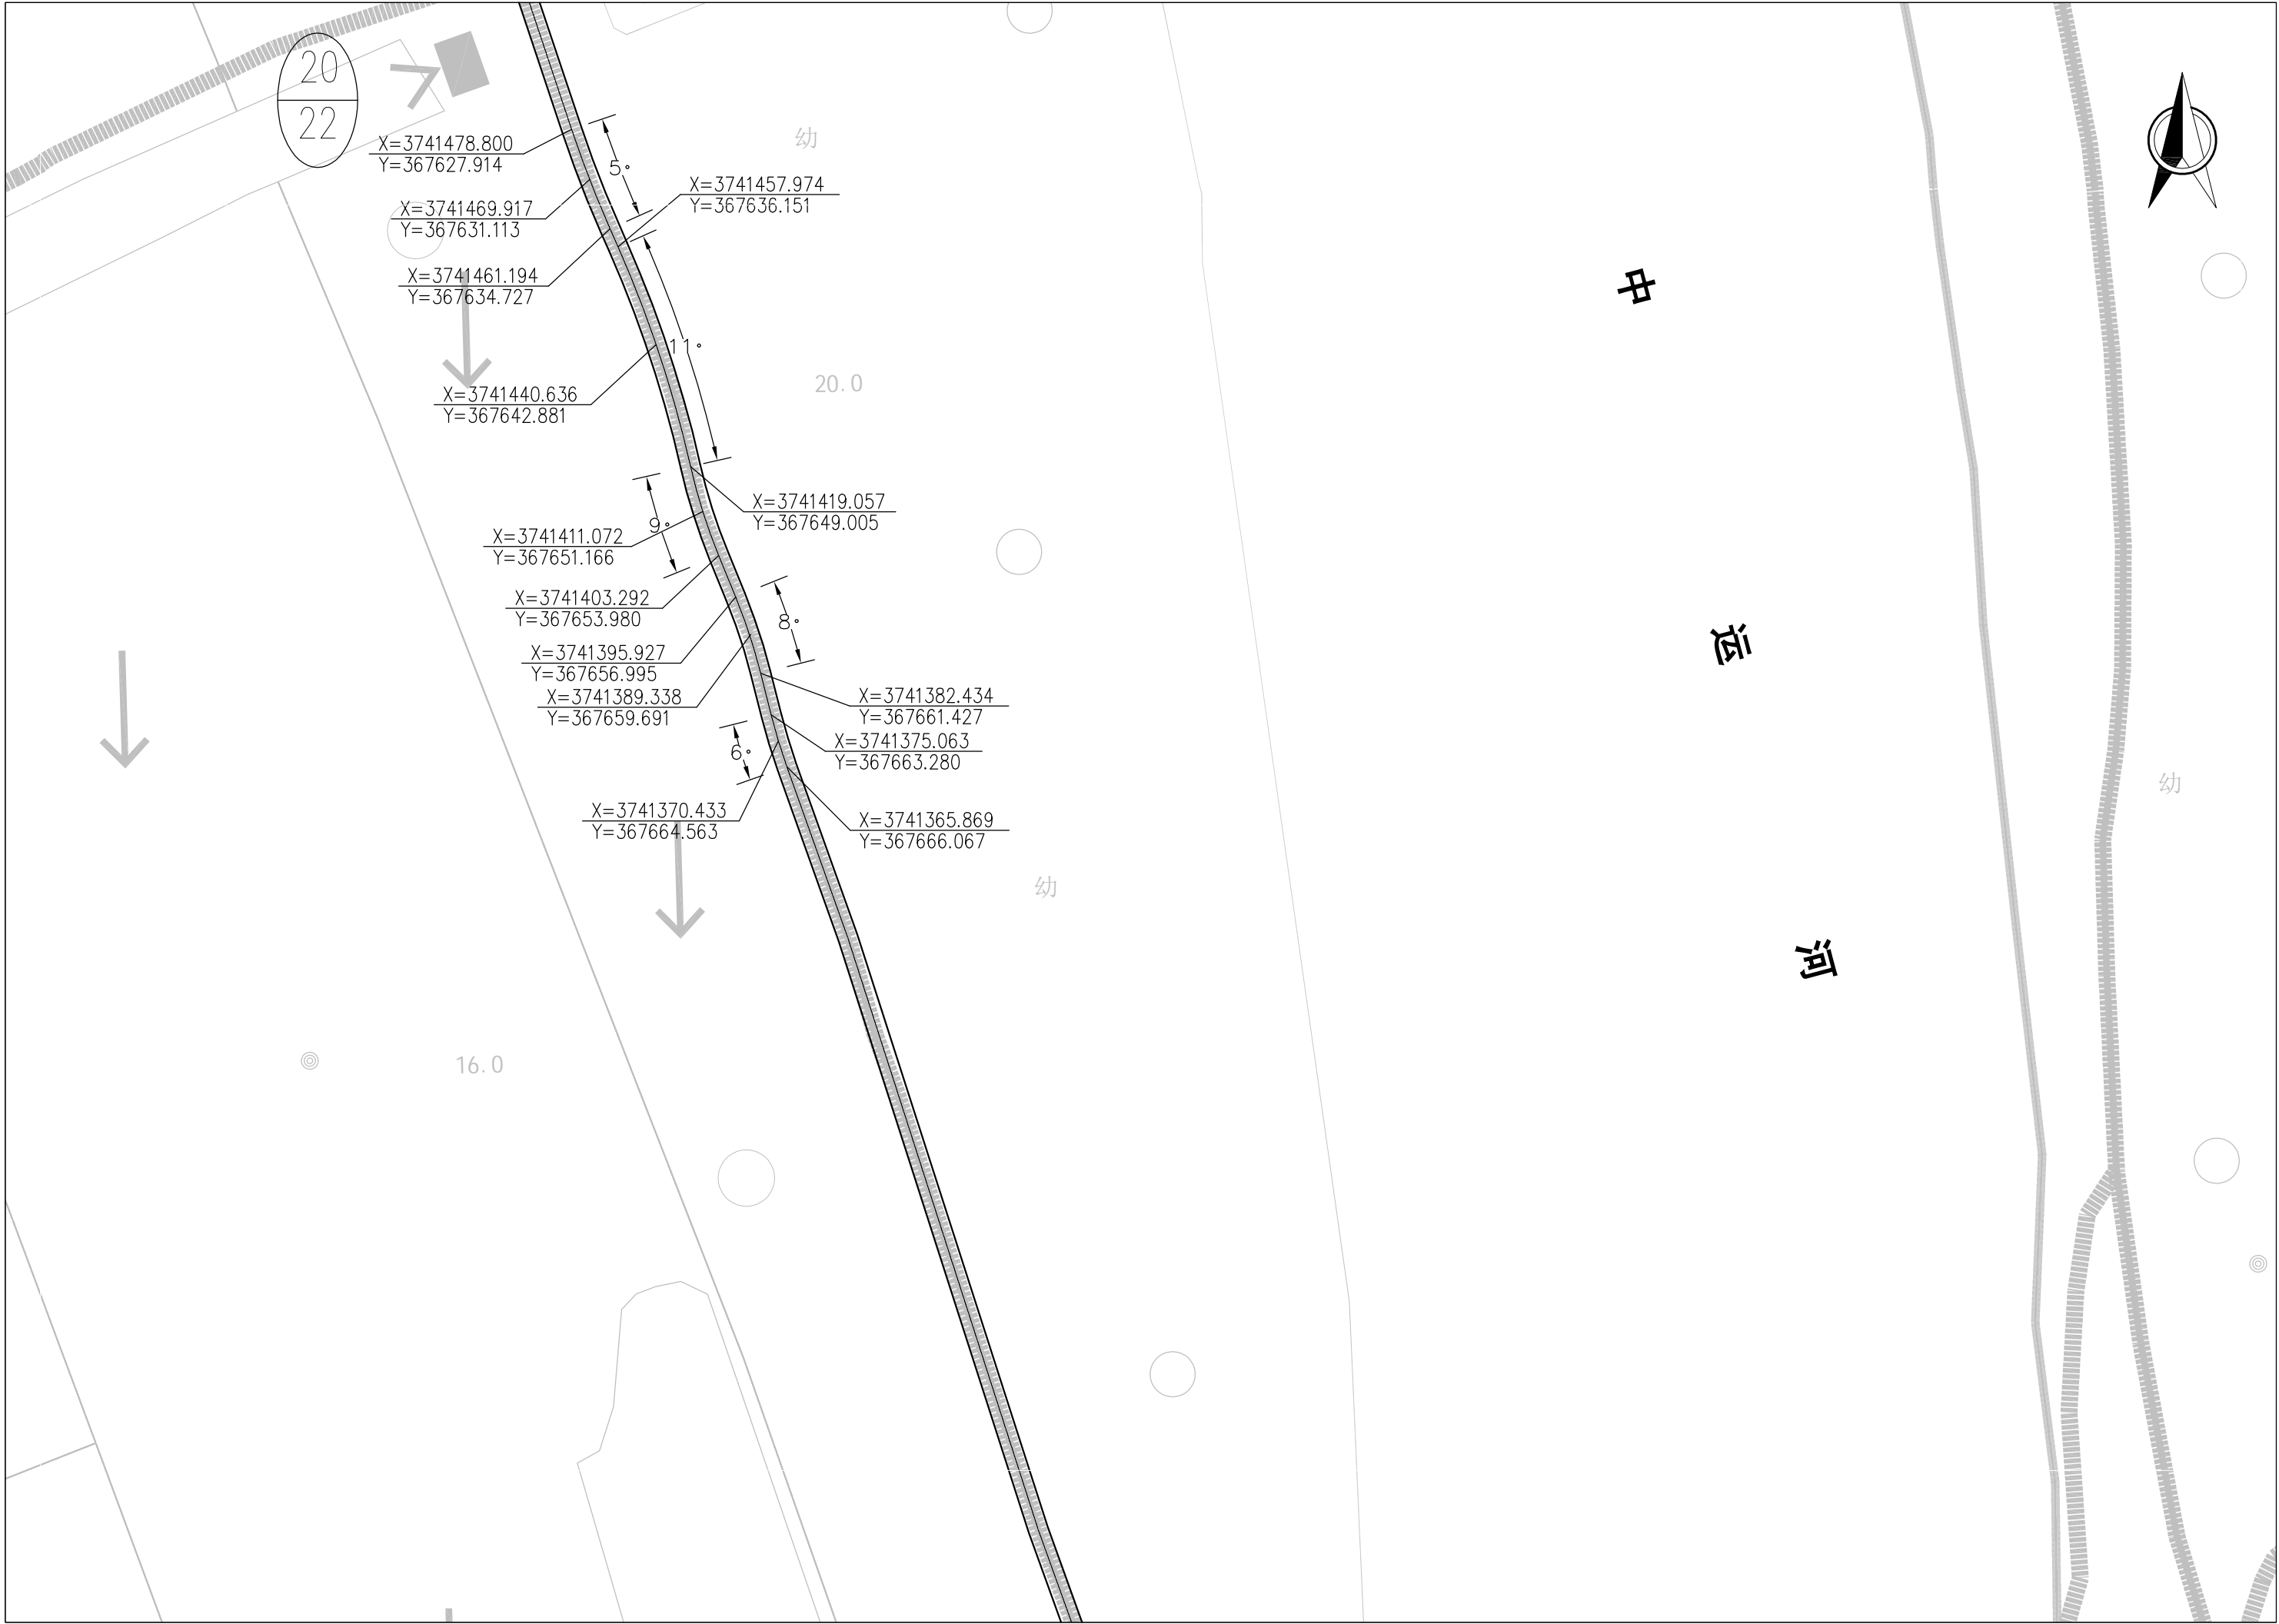 20
22
幼
X=3741478.800
Y=367627.914
5°
X=3741457.974
Y=367636.151
X=3741469.917
Y=367631.113
X=3741461.194
Y=367634.727
中
11°
20.0
X=3741440.636
Y=367642.881
X=3741419.057
Y=367649.005
9°
X=3741411.072
Y=367651.166
X=3741403.292
Y=367653.980
8°
运
X=3741395.927
Y=367656.995
X=3741389.338
Y=367659.691
X=3741382.434
Y=367661.427
X=3741375.063
Y=367663.280
6°
幼
X=3741370.433
Y=367664.563
X=3741365.869
Y=367666.067
幼
河
16.0